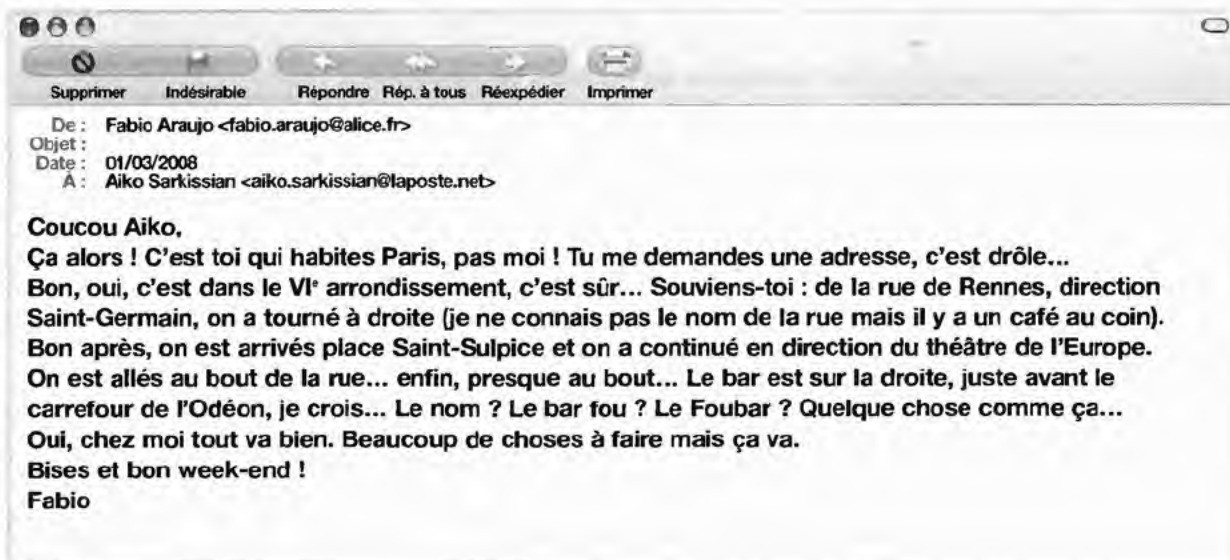 Supprimer Indésirable Répondre Rép. à tous Réexpédier Imprimer
De : Fabio Araujo <fabio.araujo@alice.fr>
Objet :
Date : 01/03/2008
À : Aiko Sarkissian <aiko.sarkissian@laposte.net>
Coucou Aiko,
Ça alors ! C'est toi qui habites Paris, pas moi ! Tu me demandes une adresse, c'est drôle...
Bon, oui, c'est dans le VIe arrondissement, c'est sûr... Souviens-toi : de la rue de Rennes, direction
Saint-Germain, on a tourné à droite (je ne connais pas le nom de la rue mais il y a un café au coin).
Bon après, on est arrivés place Saint-Sulpice et on a continué en direction du théâtre de l'Europe.
On est allés au bout de la rue... enfin, presque au bout... Le bar est sur la droite, juste avant le
carrefour de l'Odéon, je crois... Le nom ? Le bar fou ? Le Foubar ? Quelque chose comme ça...
Oui, chez moi tout va bien. Beaucoup de choses à faire mais ça va.
Bises et bon week-end !
Fabio